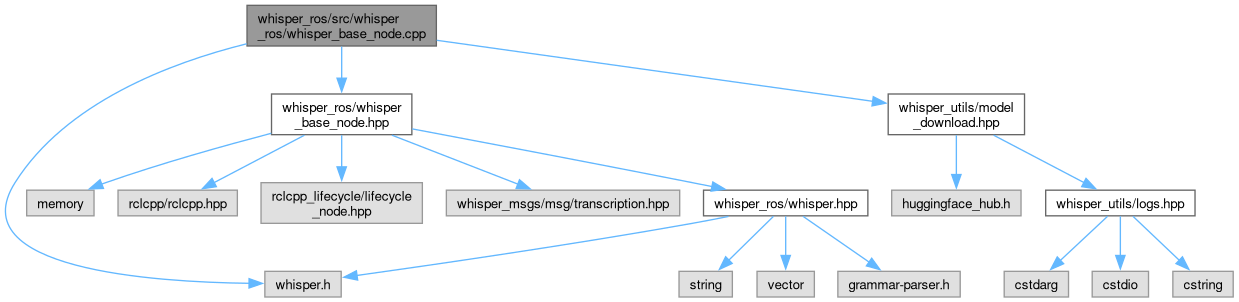 whisper_ros/src/whisper
_ros/whisper_base_node.cpp
whisper_ros/whisper
_base_node.hpp
whisper_utils/model
_download.hpp
memory
rclcpp/rclcpp.hpp
rclcpp_lifecycle/lifecycle
_node.hpp
whisper_msgs/msg/transcription.hpp
whisper_ros/whisper.hpp
huggingface_hub.h
whisper_utils/logs.hpp
whisper.h
string
vector
grammar-parser.h
cstdarg
cstdio
cstring